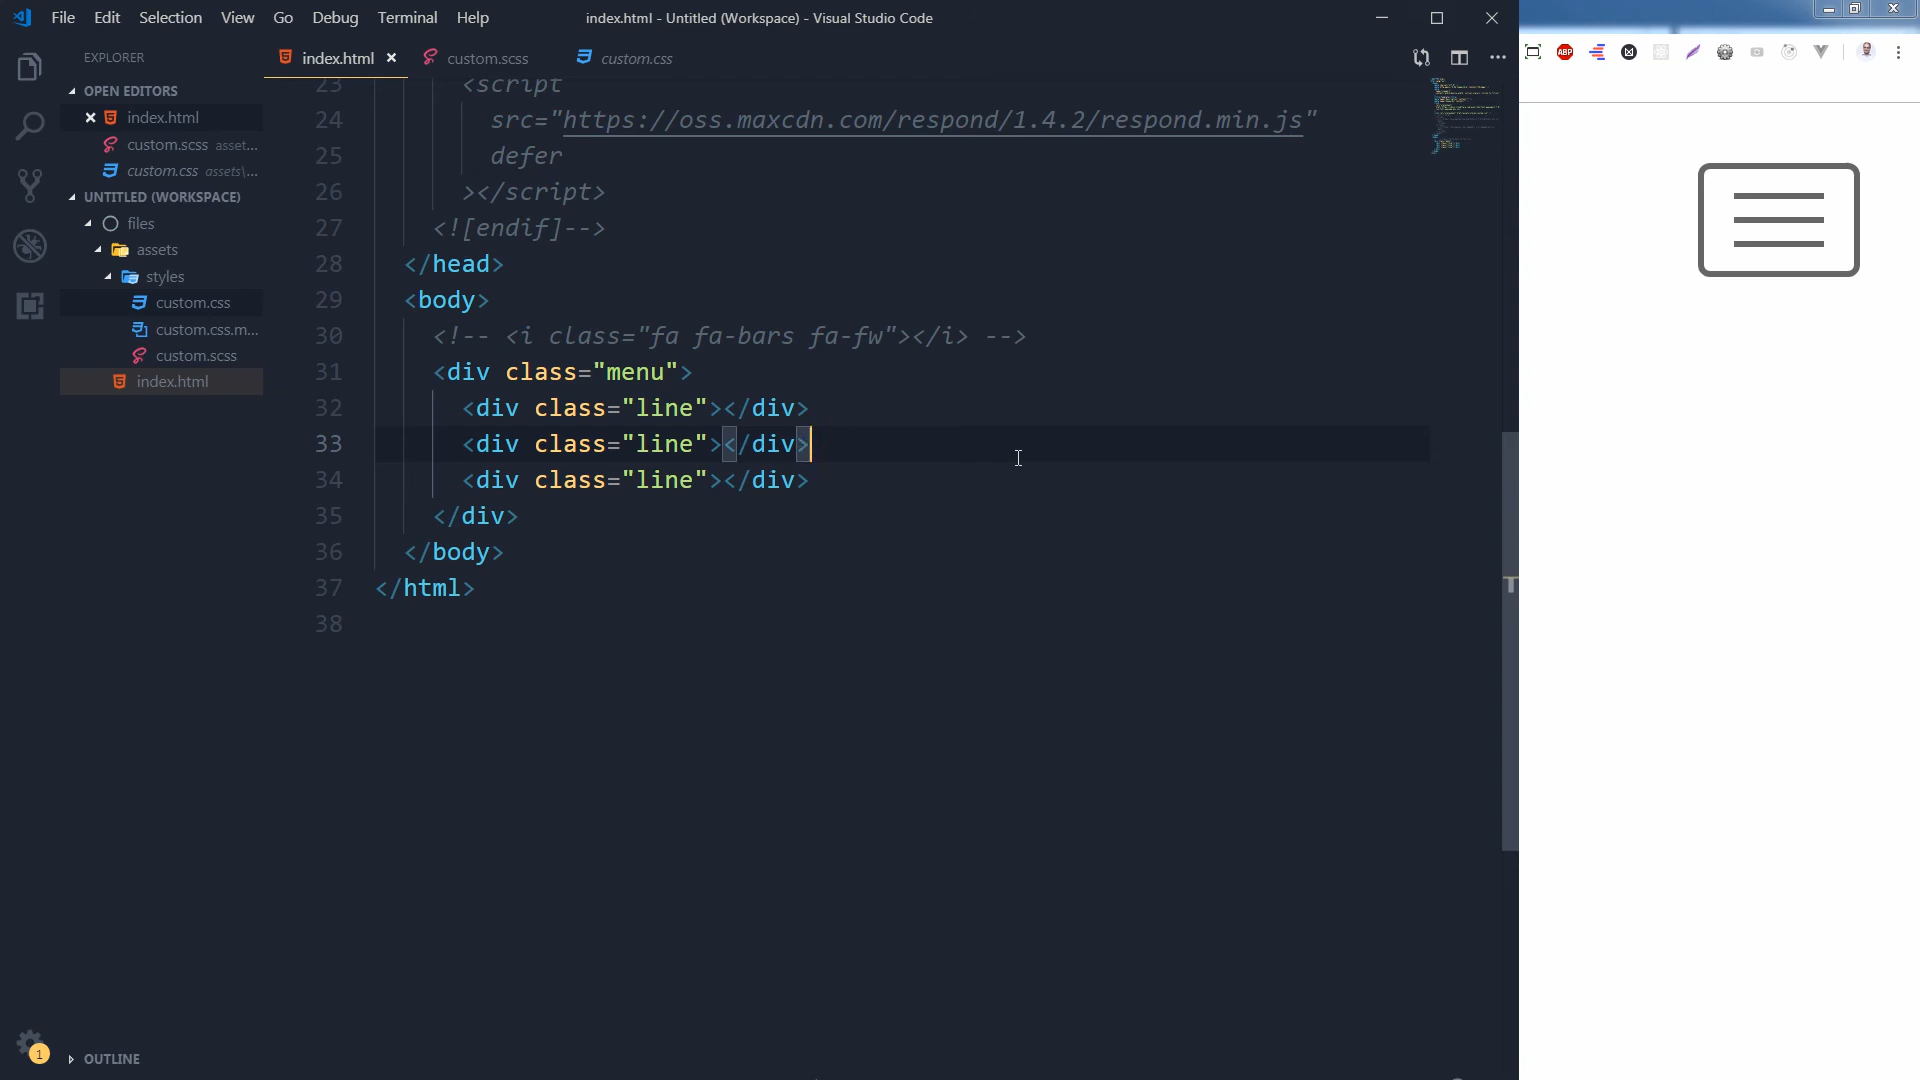 File Edit Selection View Go Debug Terminal Help
index.html - Untitled (Workspace) - Visual Studio Code
EXPLORER
OPEN EDITORS
index.html
custom.scss asset...
custom.css assets\...
UNTITLED (WORKSPACE)
files
assets
styles
custom.css
custom.css.m...
custom.scss
index.html
OUTLINE
1
index.html custom.scss custom.css
ABP
23 <script
24 src="https://oss.maxcdn.com/respond/1.4.2/respond.min.js"
25 defer
26 ></script>
27 <![endif]-->
28 </head>
29 <body>
30 <!-- <i class="fa fa-bars fa-fw"></i> -->
31 <div class="menu">
32 <div class="line"></div>
33 <div class="line"></div>
34 <div class="line"></div>
35 </div>
36 </body>
37 </html>
38